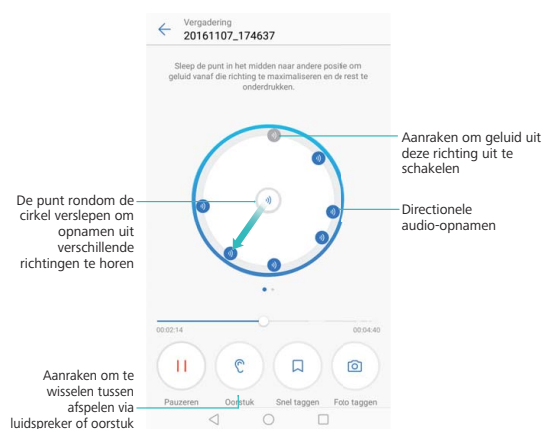 Vergadering
20161107_174637
Sleep de punt in het midden naar andere positie om
geluid vanaf die richting te maximaliseren en de rest te
onderdrukken.
Aanraken om geluid uit
deze richting uit te
schakelen
De punt rondom de
cirkel verslepen om
opnamen uit
verschillende
richtingen te horen
Directionele
audio-opnamen
00:02:14
00:04:40
Aanraken om te
wisselen tussen
afspelen via
luidspreker of oorstuk
Pauzeren
Oorstuk
Snel taggen
Foto taggen